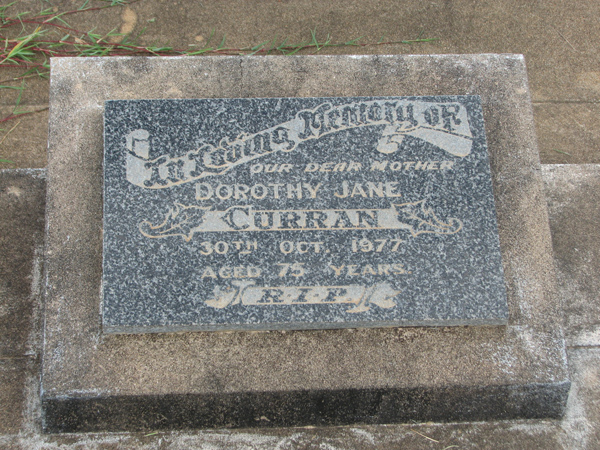 In Loving Memory of
OUR DEAR MOTHER
DOROTHY JANE
CURRAN
30TH OCT. 1977
AGED 75 YEARS.
R.I.P.